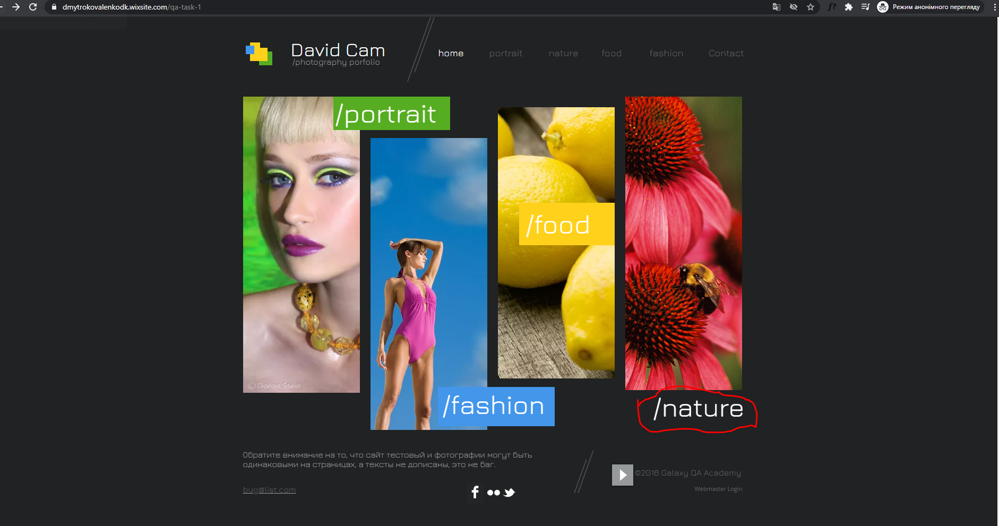 dmytrokovalenkodk.wixsite.com/qa-task-1
f?
Режим анонімного перегляду
David Cam
/photography porfolio
home portrait nature food fashion Contact
/portrait
/food
© Doron Stein
/fashion
/nature
Обратите внимание на то, что сайт тестовый и фотографии могут быть
одинаковыми на страницах, а тексты не дописаны, это не баг.
©2016 Galaxy QA Academy
bug@list.com
Webmaster Login